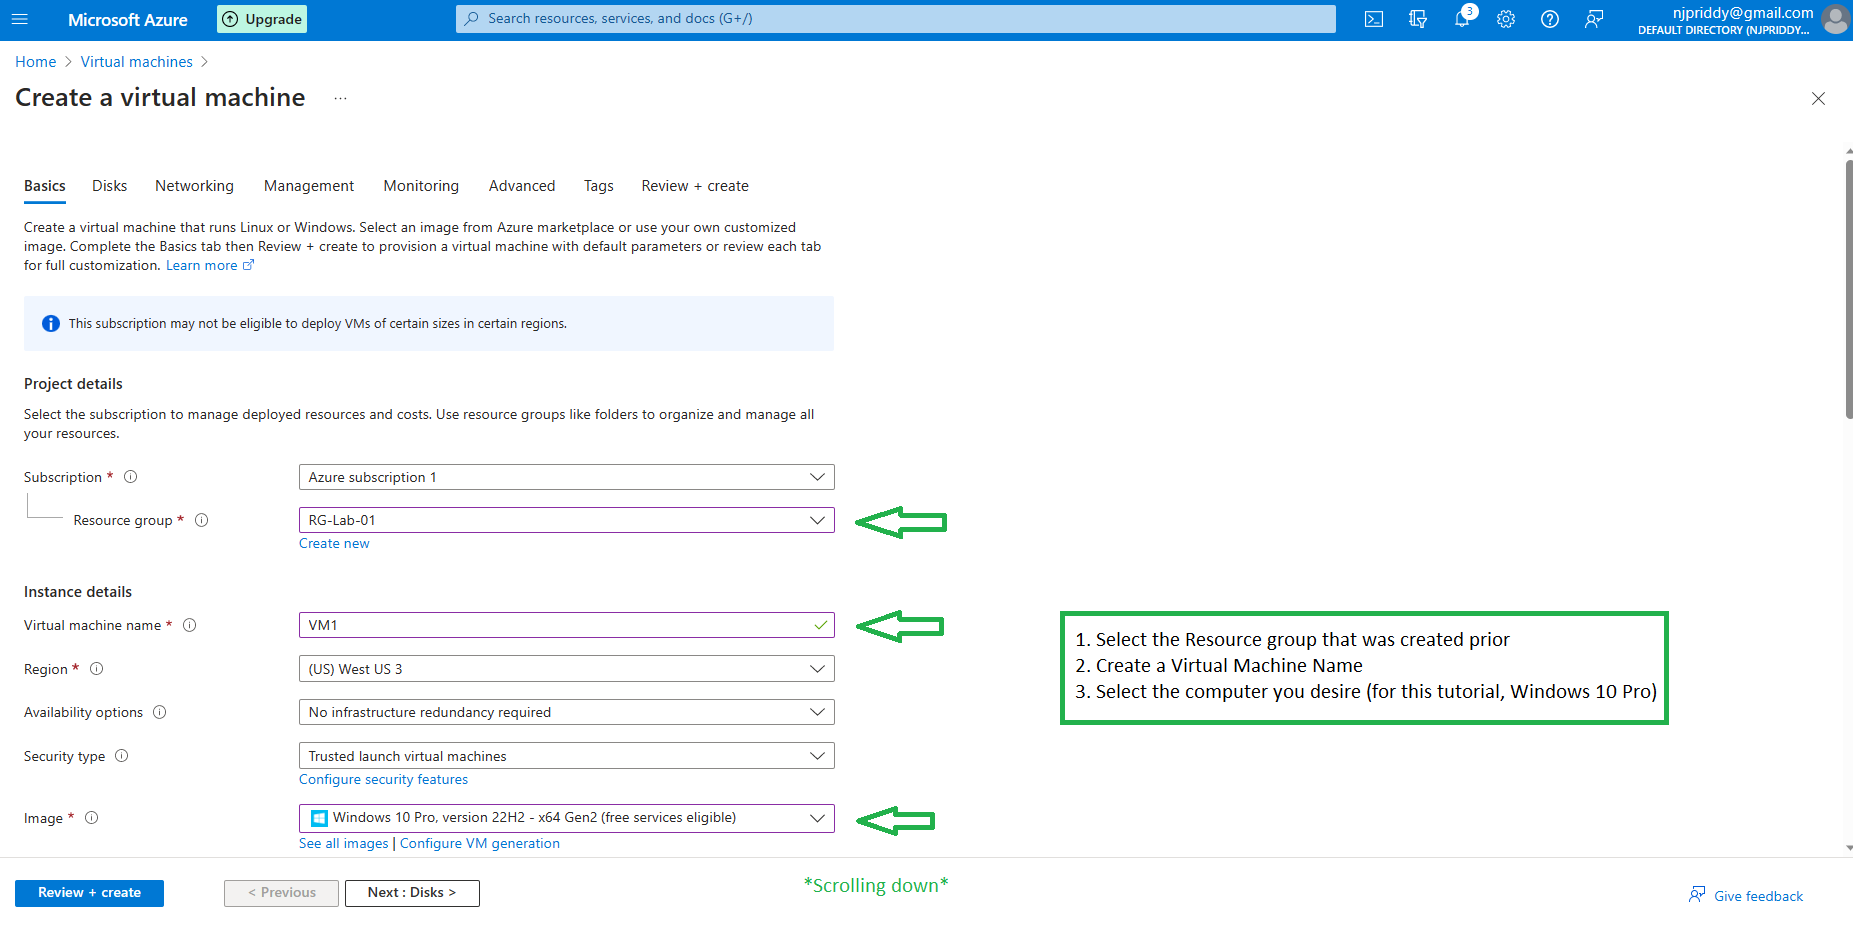 Microsoft Azure
Upgrade
Search resources, services, and docs (G+/)
3
njpriddy@gmail.com
DEFAULT DIRECTORY (NJPRIDDY...
Home > Virtual machines >
Create a virtual machine ...
Basics Disks Networking Management Monitoring Advanced Tags Review + create
Create a virtual machine that runs Linux or Windows. Select an image from Azure marketplace or use your own customized
image. Complete the Basics tab then Review + create to provision a virtual machine with default parameters or review each tab
for full customization. Learn more
This subscription may not be eligible to deploy VMs of certain sizes in certain regions.
Project details
Select the subscription to manage deployed resources and costs. Use resource groups like folders to organize and manage all
your resources.
Subscription * Azure subscription 1
Resource group * RG-Lab-01
Create new
Instance details
Virtual machine name * VM1
Region * (US) West US 3
Availability options No infrastructure redundancy required
Security type Trusted launch virtual machines
Configure security features
Image * Windows 10 Pro, version 22H2 - x64 Gen2 (free services eligible)
See all images | Configure VM generation
1. Select the Resource group that was created prior
2. Create a Virtual Machine Name
3. Select the computer you desire (for this tutorial, Windows 10 Pro)
Review + create
< Previous
Next : Disks >
*Scrolling down*
Give feedback